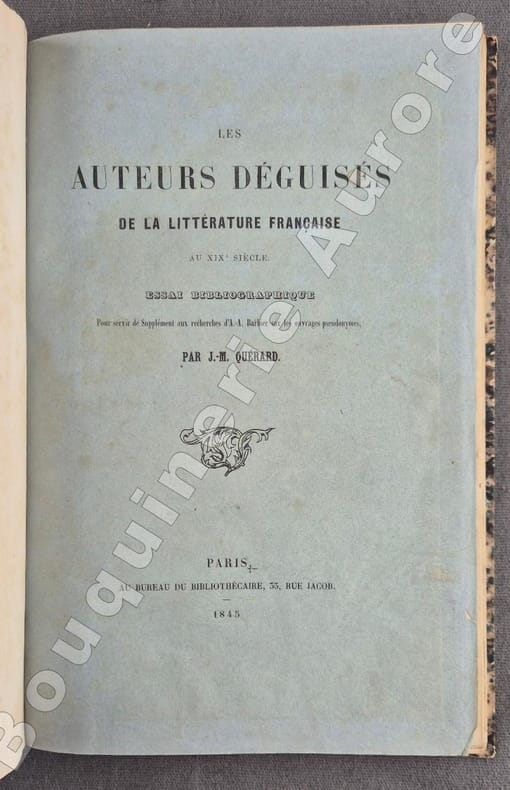 LES
AUTEURS DÉGUISÉS
DE LA LITTÉRATURE FRANÇAISE
AU XIXᵉ SIÈCLE.
ESSAI BIBLIOGRAPHIQUE
Pour servir de Supplément aux recherches d'A.-A. Barbier sur les ouvrages pseudonymes,
PAR J.-M. QUÉRARD.
PARIS,
AU BUREAU DU BIBLIOTHÉCAIRE, 55, RUE JACOB.
1845
Bouquinerie Aurore